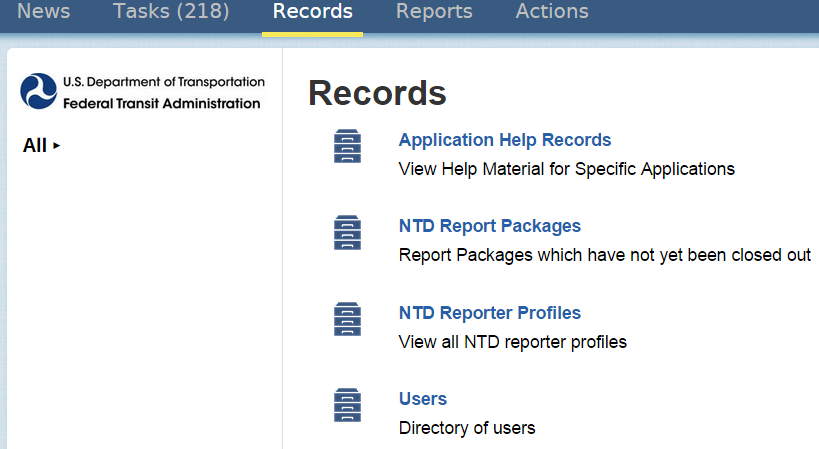 News Tasks (218) Records Reports Actions
U.S. Department of Transportation
Federal Transit Administration
All ▸
Records
Application Help Records
View Help Material for Specific Applications
NTD Report Packages
Report Packages which have not yet been closed out
NTD Reporter Profiles
View all NTD reporter profiles
Users
Directory of users